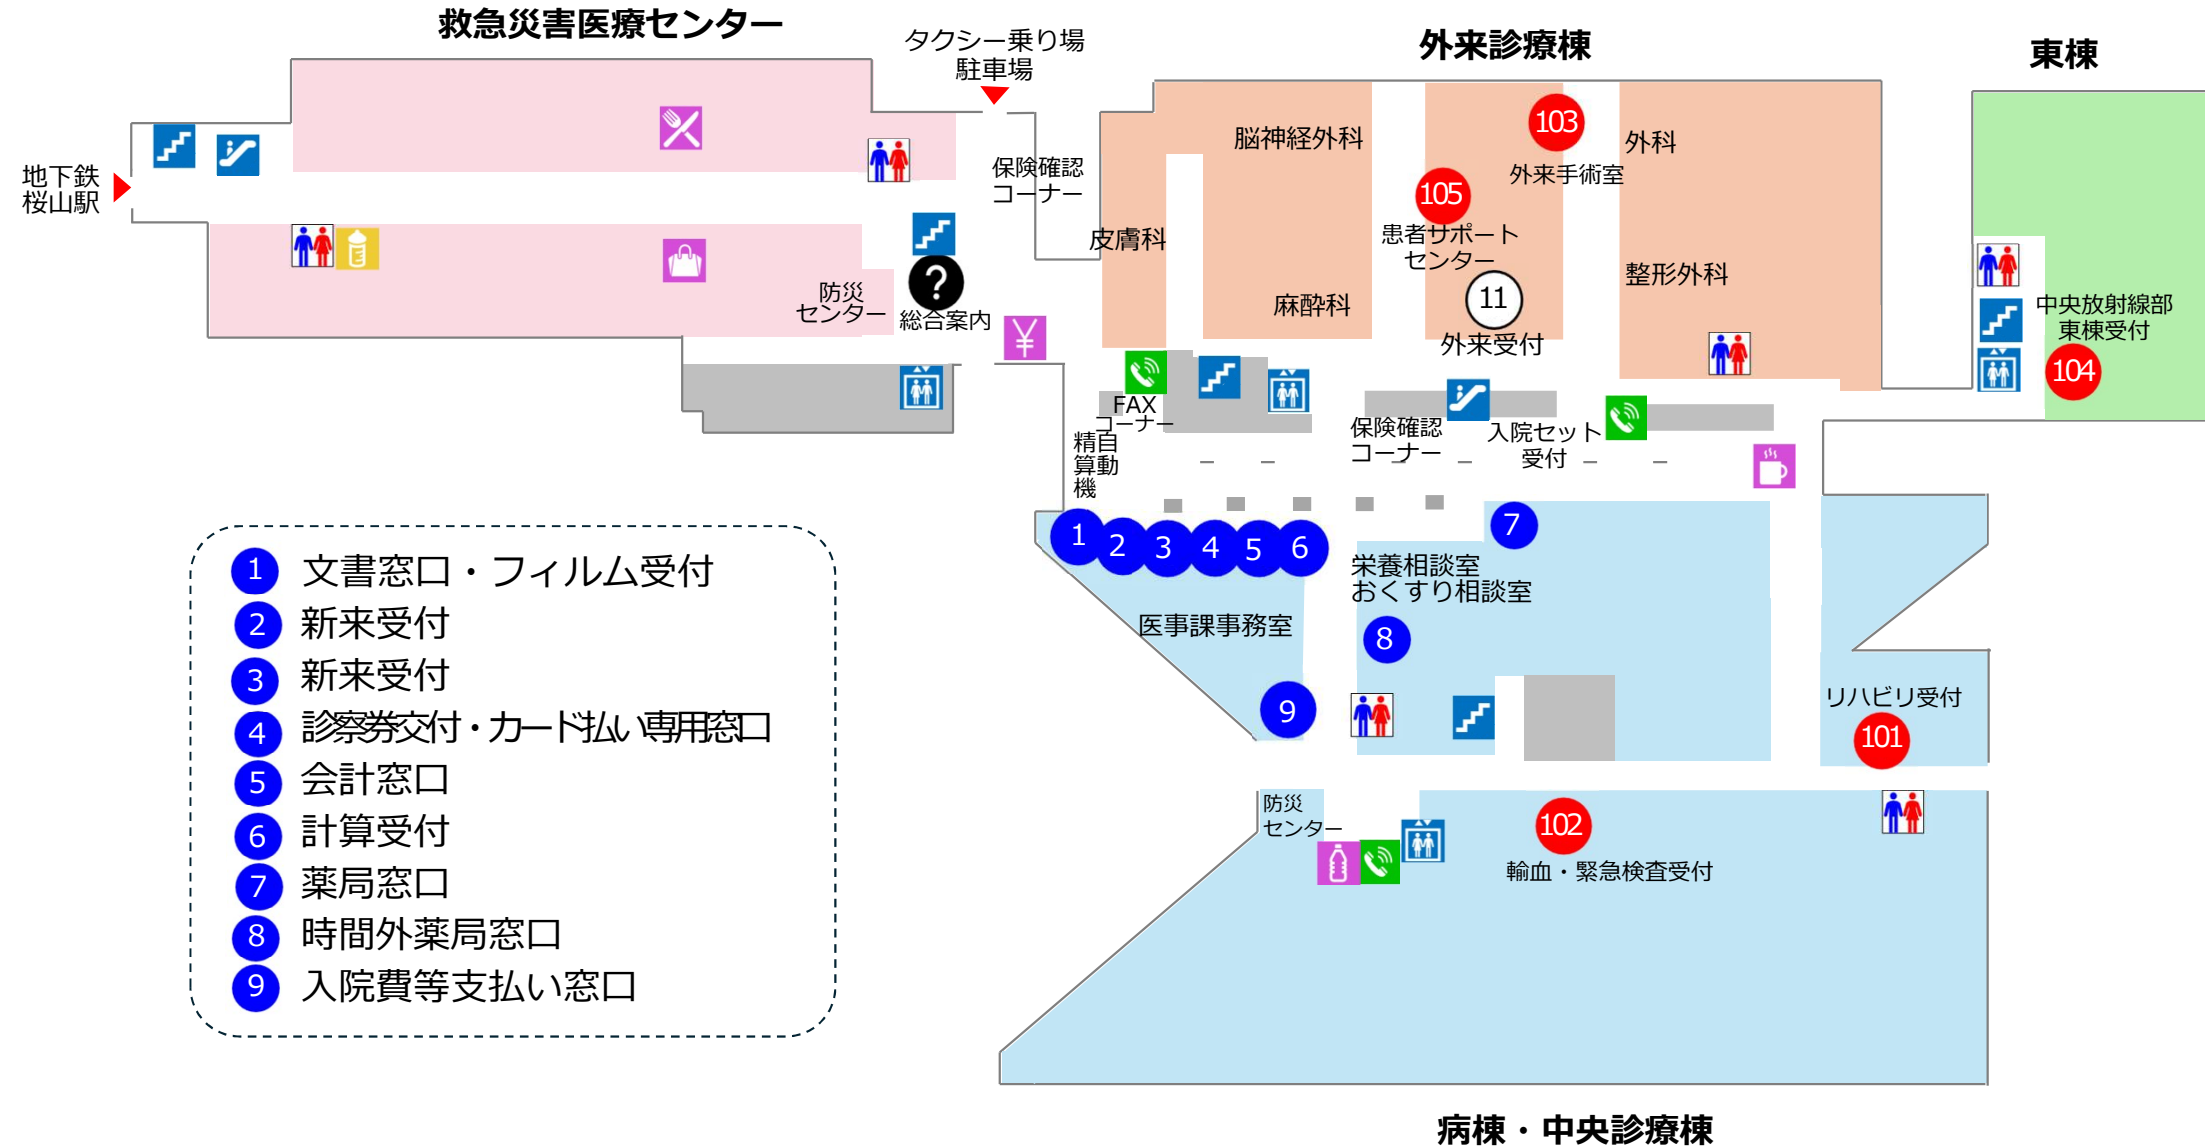 救急災害医療センター
外来診療棟
東棟
タクシー乗り場
駐車場
地下鉄
桜山駅
保険確認
コーナー
皮膚科
脳神経外科
麻酔科
103
外来手術室
105
患者サポート
センター
11
外来受付
外科
整形外科
中央放射線部
東棟受付
104
防災
センター
?
総合案内
¥
FAX
コーナー
自動
精算機
保険確認
コーナー
入院セット
受付
1
2
3
4
5
6
7
栄養相談室
おくすり相談室
医事課事務室
8
9
リハビリ受付
101
防災
センター
102
輸血・緊急検査受付
1 文書窓口・フィルム受付
2 新来受付
3 新来受付
4 診察券交付・カード払い専用窓口
5 会計窓口
6 計算受付
7 薬局窓口
8 時間外薬局窓口
9 入院費等支払い窓口
病棟・中央診療棟